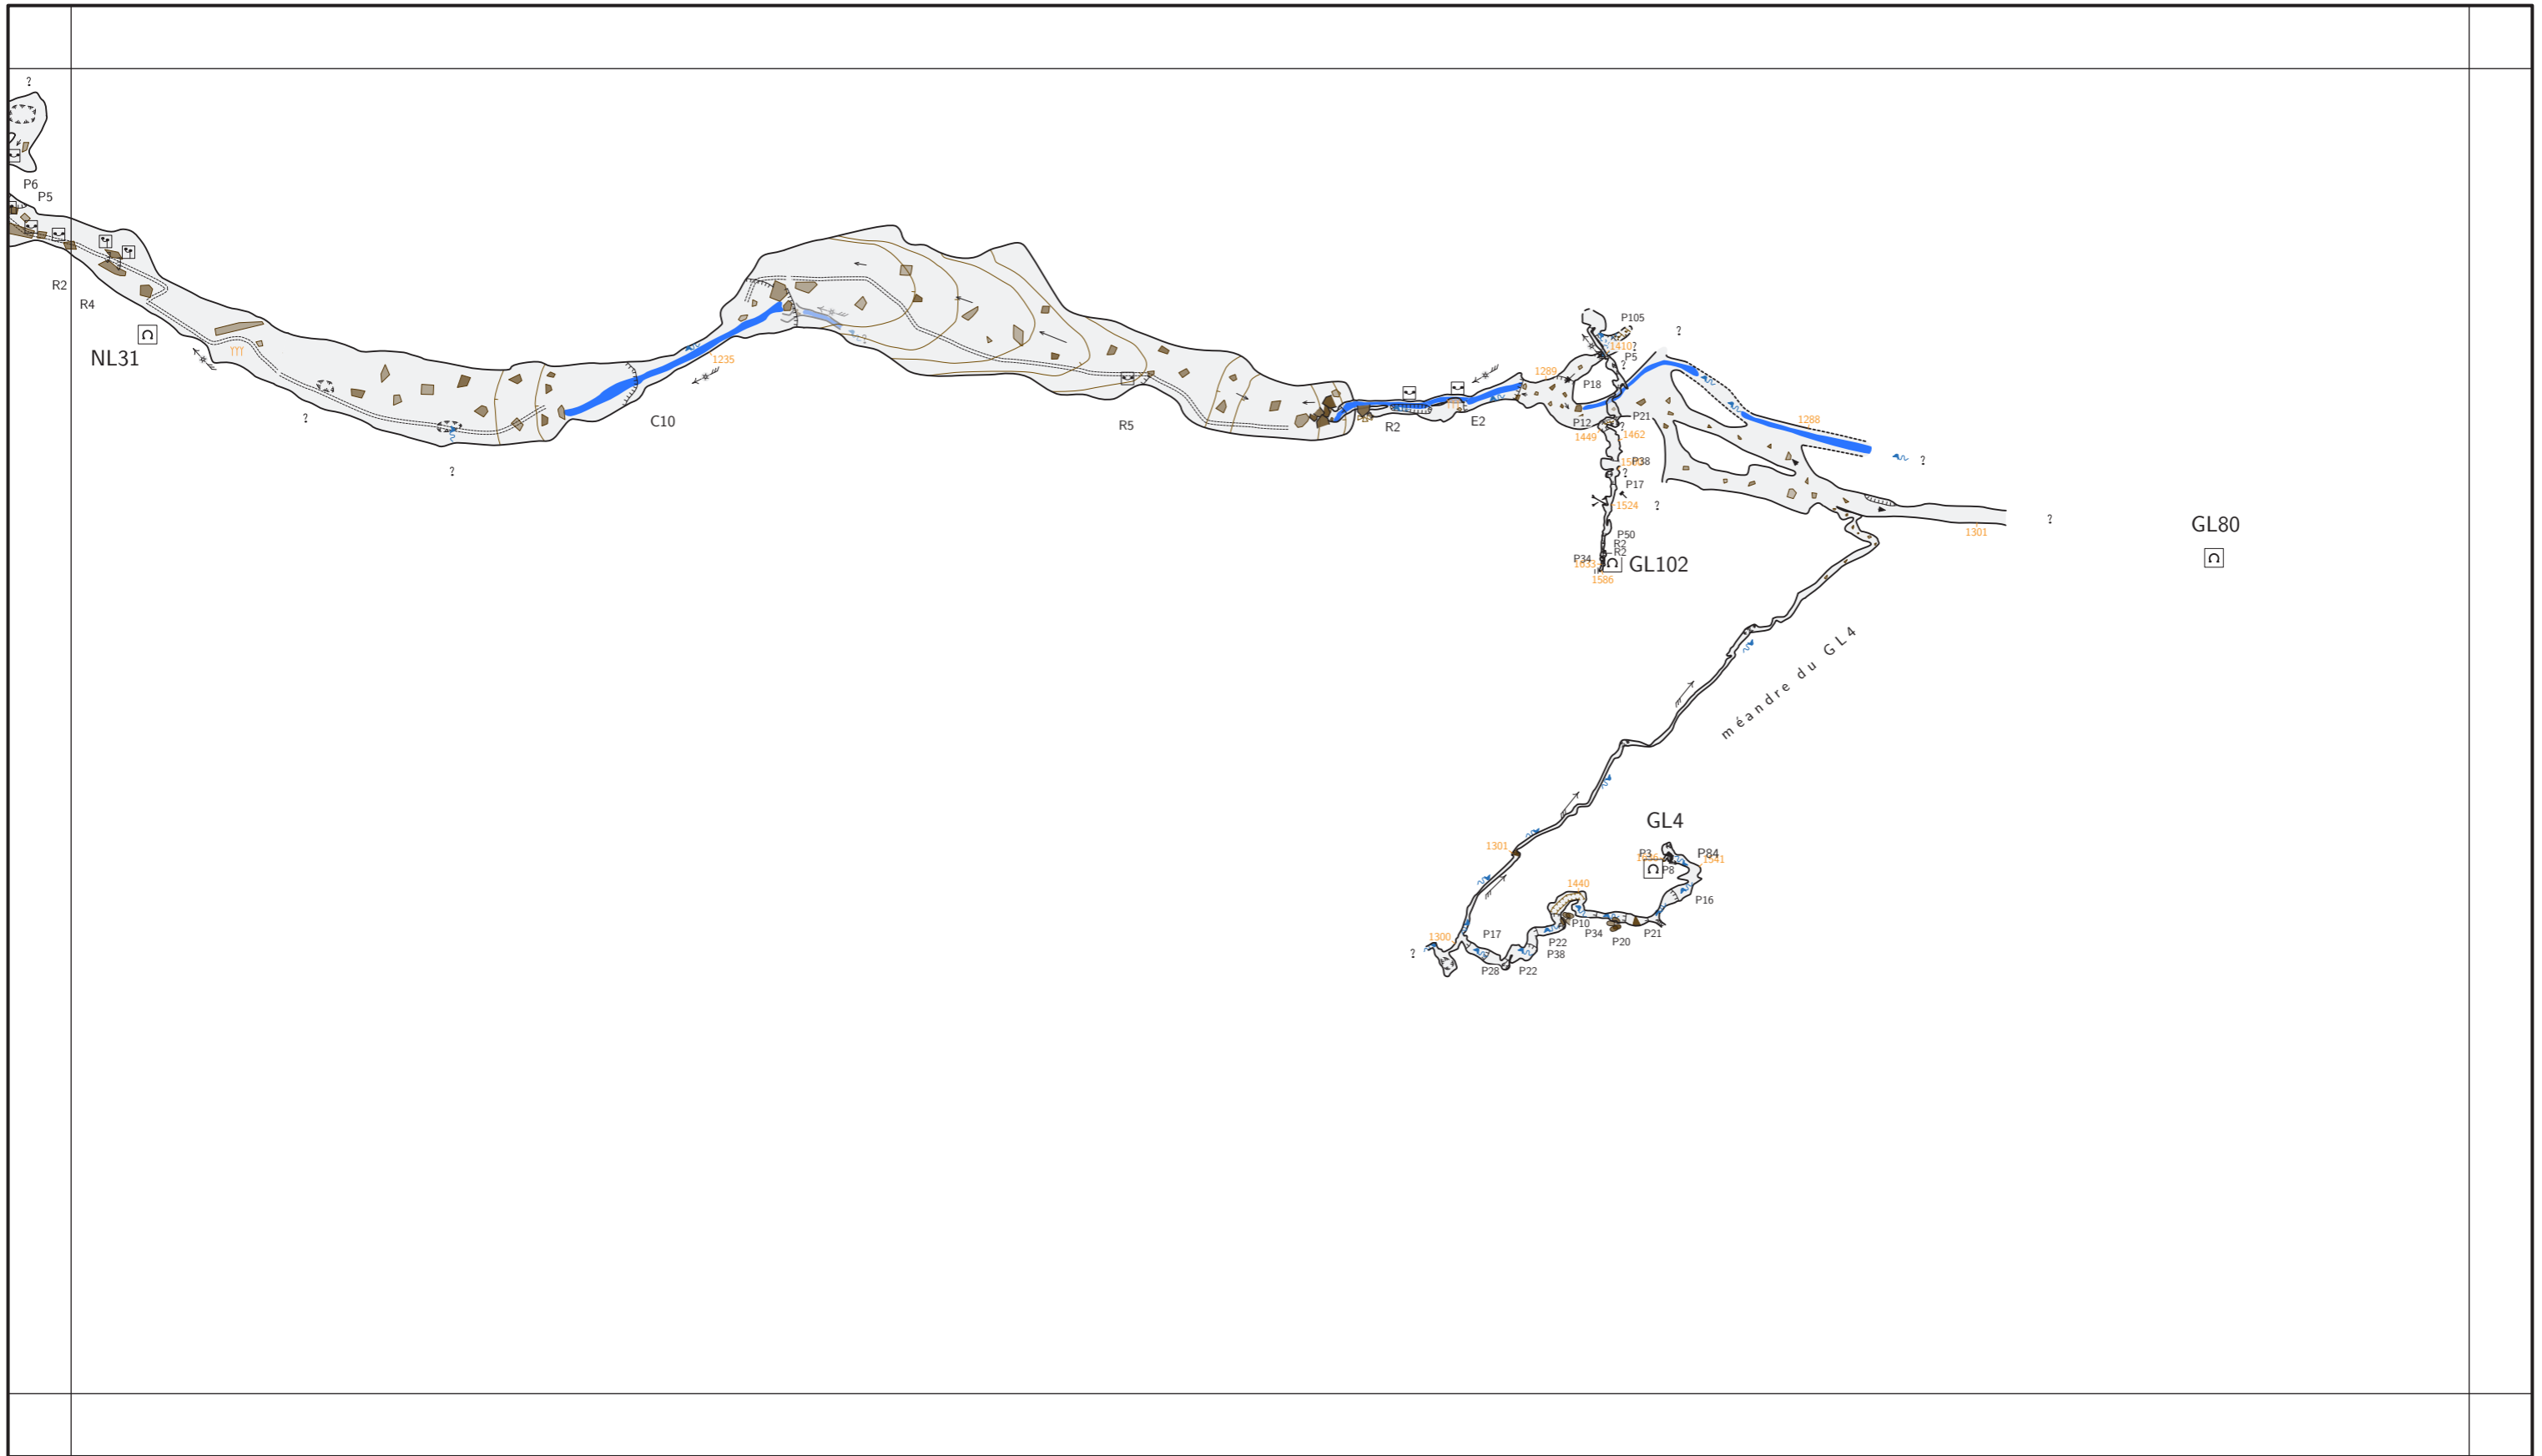 ?
P6
P5
R2
R4
NL31
?
?
C10
1235
R5
R2
E2
1289
P105
1410
?
P5
?
?
P18
P12
P21
?
1449
1462
P38
?
P17
1524
?
P50
R2
R2
P34
1586
GL102
1288
?
1301
?
GL80
méandre du GL4
1301
GL4
P3
P8
P84
1541
P16
1440
P10
P34
P20
P21
P22
P38
P22
P28
P17
1300
?